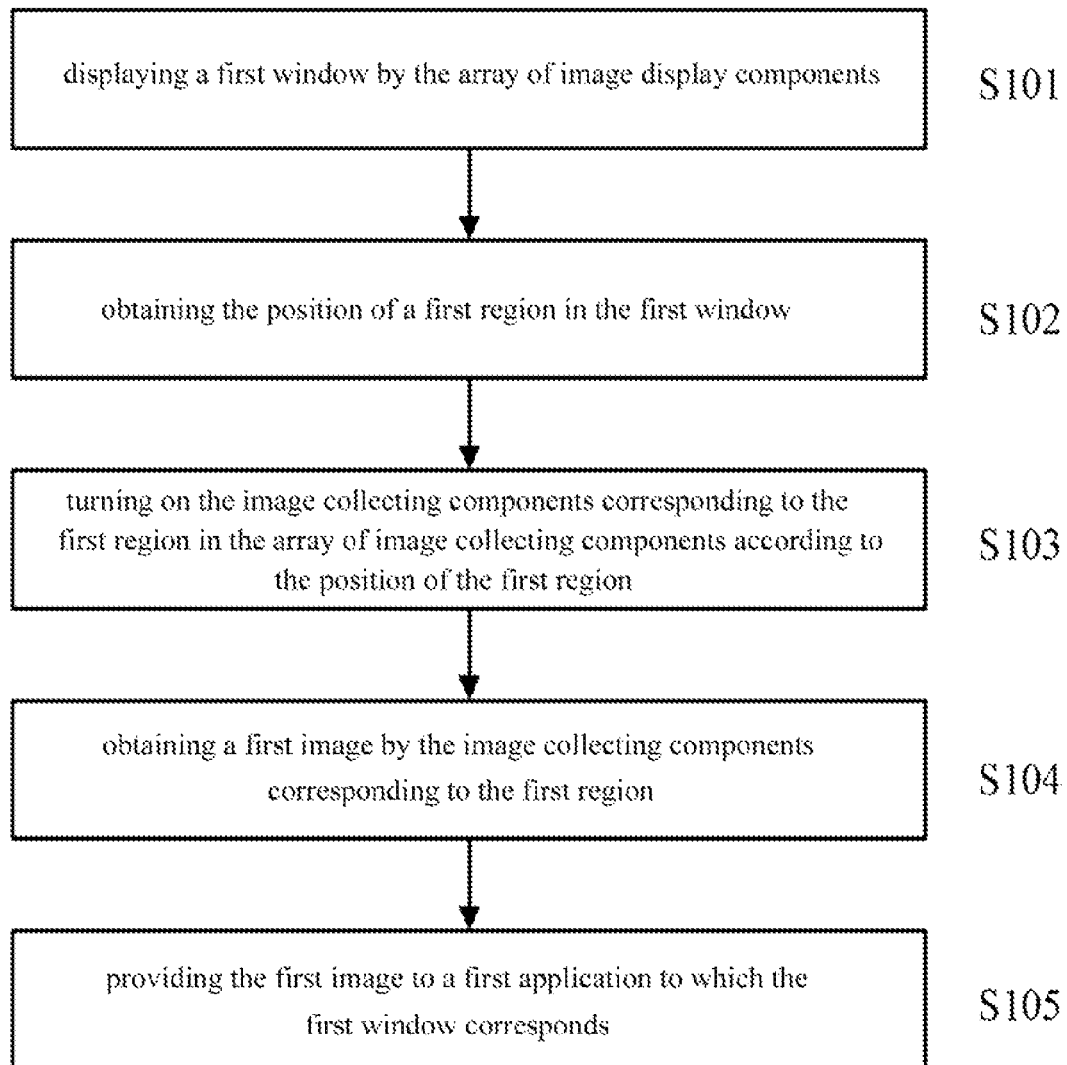 displaying a first window by the array of image display components
S101
obtaining the position of a first region in the first window
S102
turning on the image collecting components corresponding to the
first region in the array of image collecting components according to
the position of the first region
S103
obtaining a first image by the image collecting components
corresponding to the first region
S104
providing the first image to a first application to which the
first window corresponds
S105